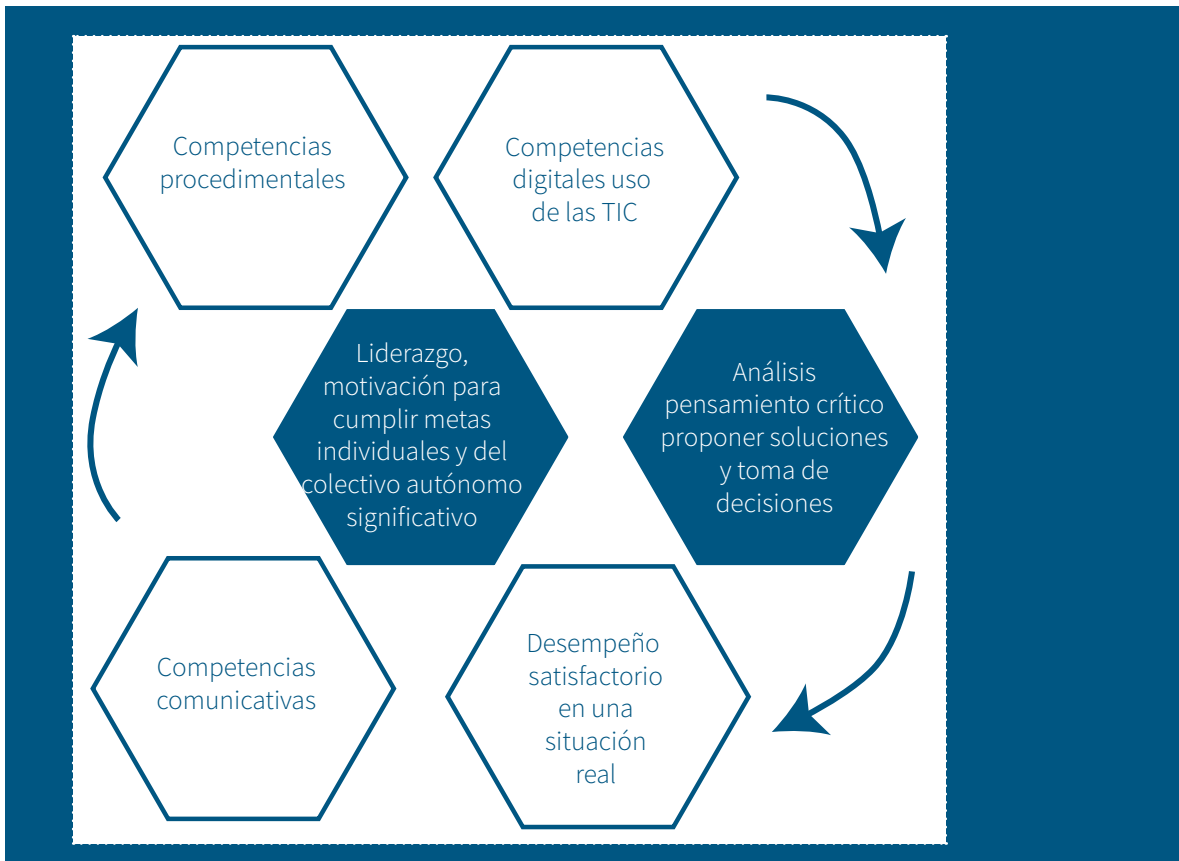 Competencias
procedimentales
Competencias
digitales uso
de las TIC
Liderazgo,
motivación para
cumplir metas
individuales y del
colectivo autónomo
significativo
Análisis
pensamiento crítico
proponer soluciones
y toma de
decisiones
Competencias
comunicativas
Desempeño
satisfactorio
en una
situación
real